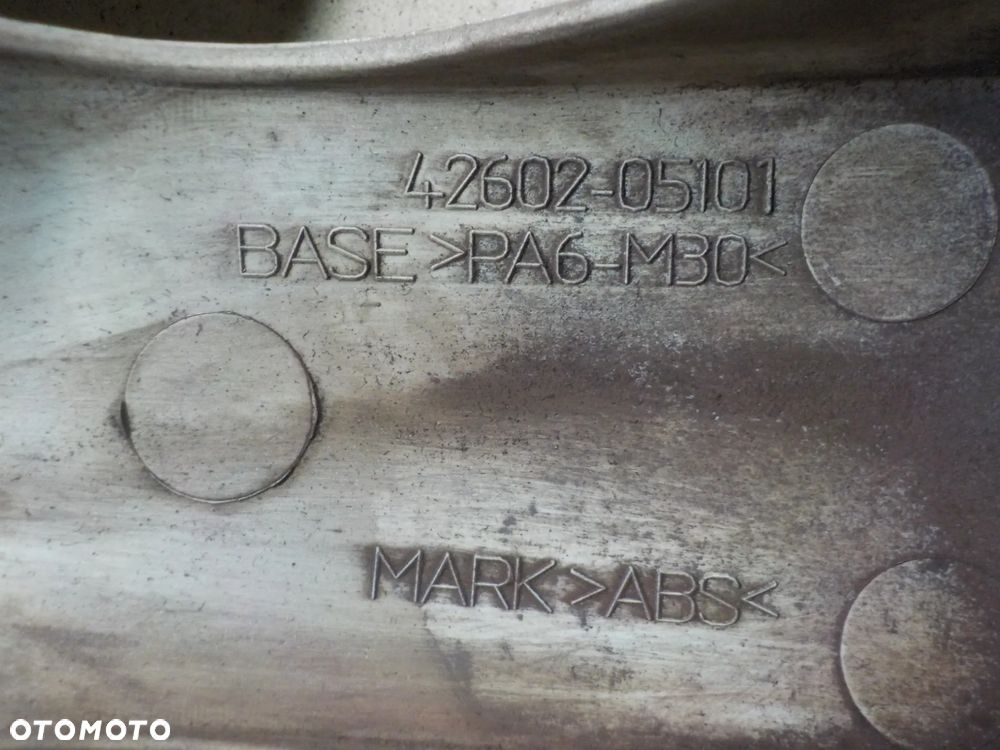 42602-05101
BASE >PA6-M30<
MARK >ABS<
OTOMOTO